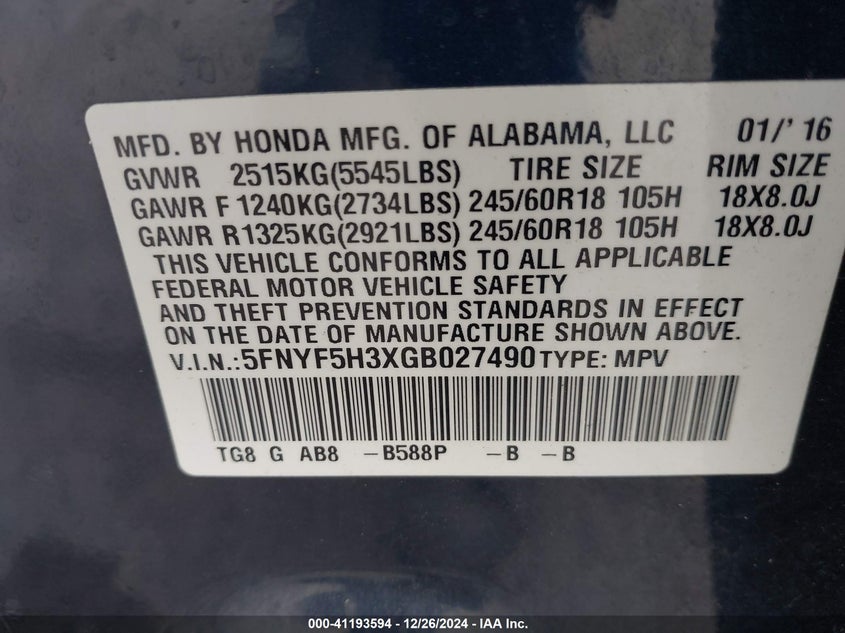 MFD. BY HONDA MFG. OF ALABAMA, LLC 01/' 16
GVWR 2515KG(5545LBS) TIRE SIZE RIM SIZE
GAWR F 1240KG(2734LBS) 245/60R18 105H 18X8.0J
GAWR R1325KG(2921LBS) 245/60R18 105H 18X8.0J
THIS VEHICLE CONFORMS TO ALL APPLICABLE
FEDERAL MOTOR VEHICLE SAFETY
AND THEFT PREVENTION STANDARDS IN EFFECT
ON THE DATE OF MANUFACTURE SHOWN ABOVE.
V.I.N.:5FNYF5H3XGB027490 TYPE: MPV
TG8 G AB8 -B588P -B -B
000-41193594 - 12/26/2024 - IAA Inc.